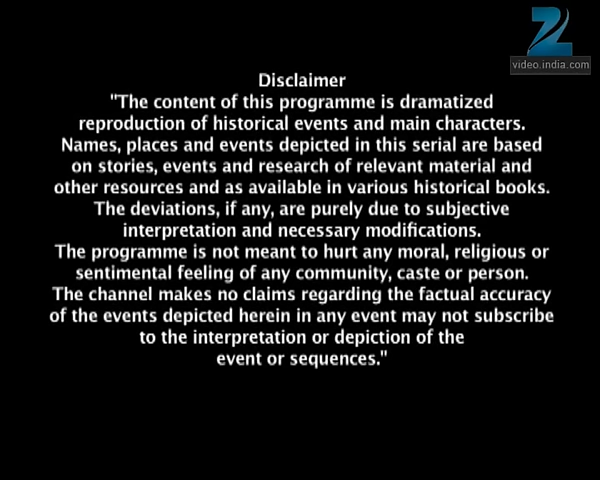 video.india.com
Disclaimer
"The content of this programme is dramatized
reproduction of historical events and main characters.
Names, places and events depicted in this serial are based
on stories, events and research of relevant material and
other resources and as available in various historical books.
The deviations, if any, are purely due to subjective
interpretation and necessary modifications.
The programme is not meant to hurt any moral, religious or
sentimental feeling of any community, caste or person.
The channel makes no claims regarding the factual accuracy
of the events depicted herein in any event may not subscribe
to the interpretation or depiction of the
event or sequences."